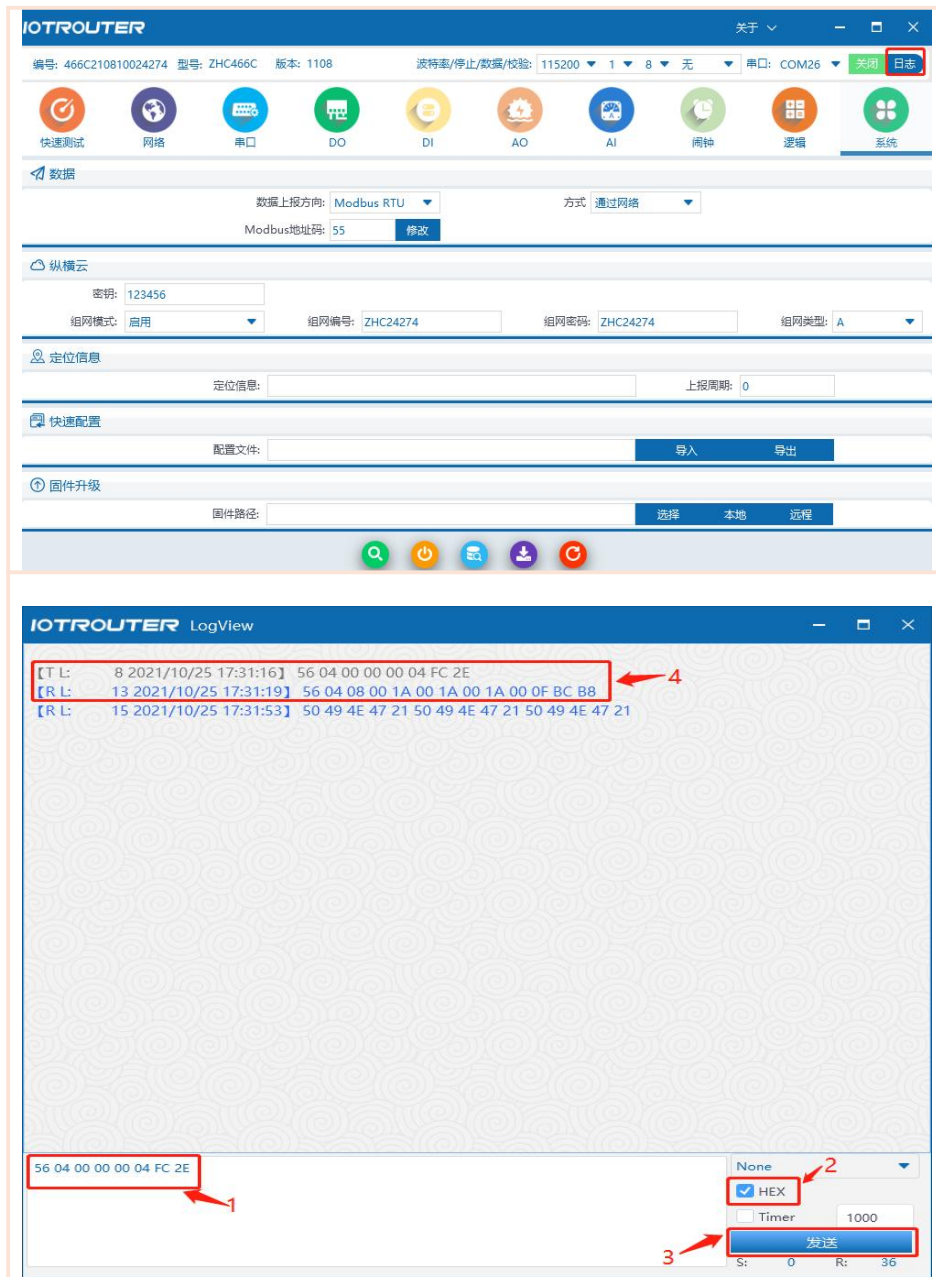 IOTROUTER 关于
编号: 466C210810024274 型号: ZHC466C 版本: 1108 波特率/停止/数据/校验: 115200 1 8 无 串口: COM26 关闭 日志
快速测试 网络 串口 DO DI AO AI 闹钟 逻辑 系统
数据
数据上报方向: Modbus RTU 方式 通过网络
Modbus地址码: 55 修改
纵横云
密钥: 123456
组网模式: 启用 组网编号: ZHC24274 组网密码: ZHC24274 组网类型: A
定位信息
定位信息: 上报周期: 0
快速配置
配置文件: 导入 导出
固件升级
固件路径: 选择 本地 远程
IOTROUTER LogView
【T L: 8 2021/10/25 17:31:16】 56 04 00 00 00 04 FC 2E
4
【R L: 13 2021/10/25 17:31:19】 56 04 08 00 1A 00 1A 00 1A 00 0F BC B8
【R L: 15 2021/10/25 17:31:53】 50 49 4E 47 21 50 49 4E 47 21 50 49 4E 47 21
56 04 00 00 00 04 FC 2E
1
None
2
HEX
Timer 1000
3
发送
S: 0 R: 36